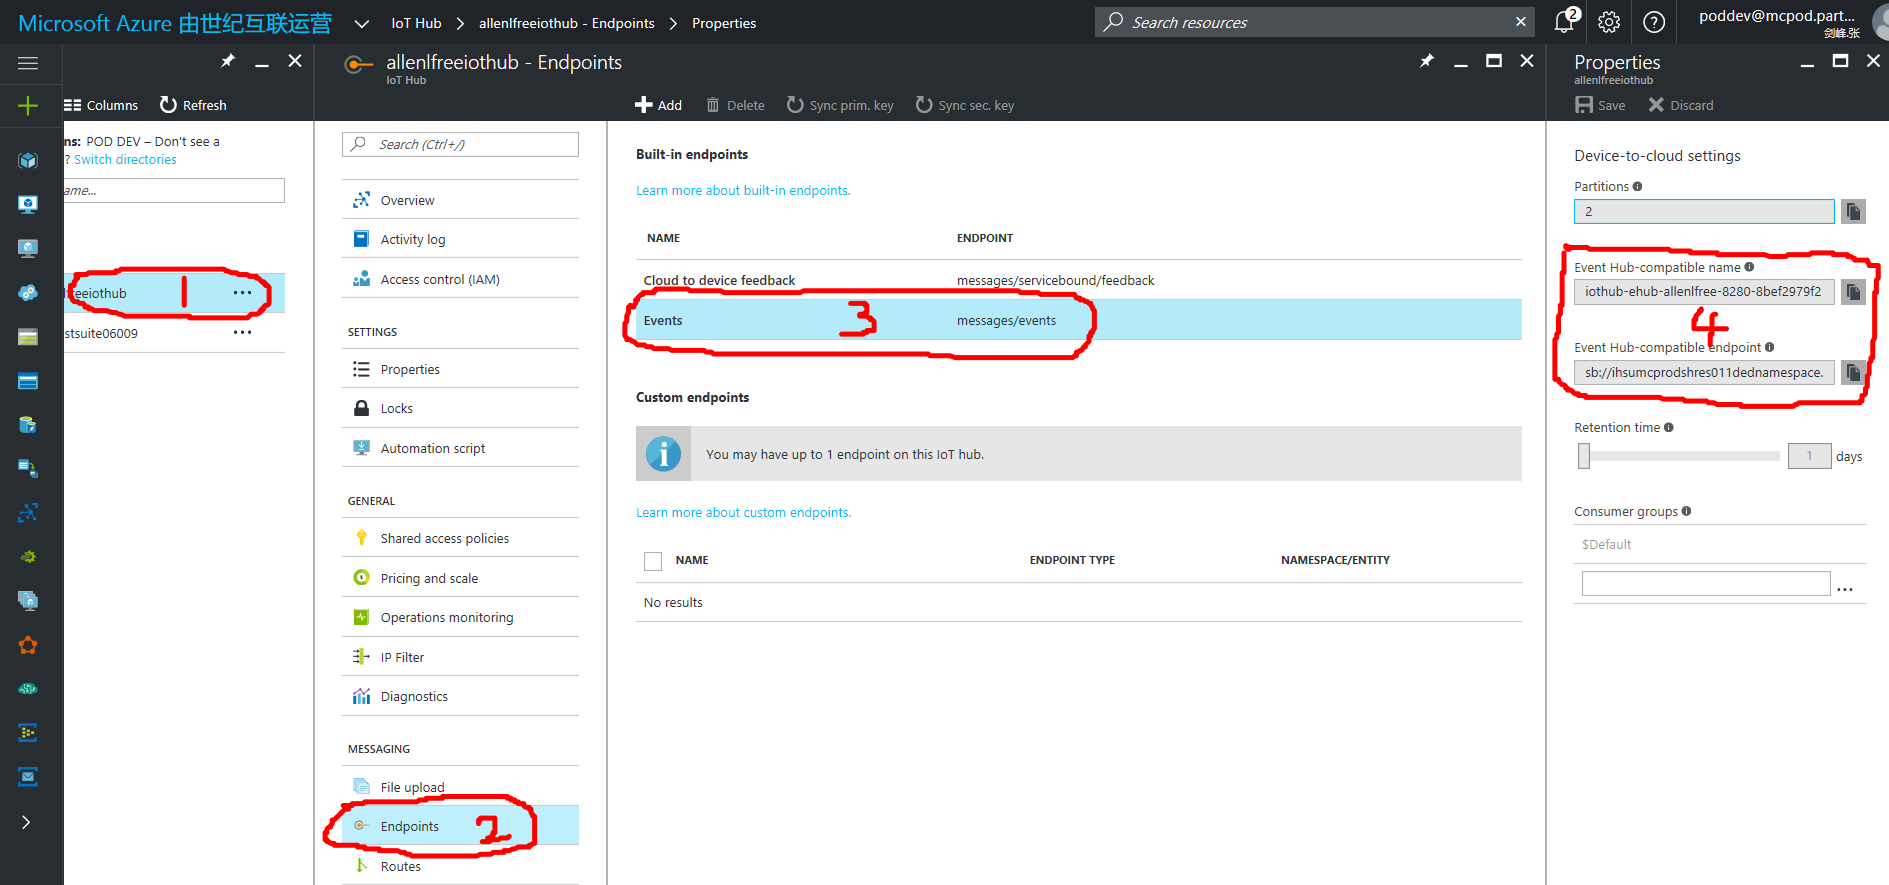 Microsoft Azure 由世纪互联运营
IoT Hub
allenlfreeiothub - Endpoints
Properties
Search resources
2
poddev@mcpod.part...
剑峰张
Columns
Refresh
ns: POD DEV – Don't see a
? Switch directories
ame...
freeiothub
1
stsuite06009
allenlfreeiothub - Endpoints
IoT Hub
Search (Ctrl+/)
Overview
Activity log
Access control (IAM)
SETTINGS
Properties
Locks
Automation script
GENERAL
Shared access policies
Pricing and scale
Operations monitoring
IP Filter
Diagnostics
MESSAGING
File upload
Endpoints
2
Routes
Add
Delete
Sync prim. key
Sync sec. key
Built-in endpoints
Learn more about built-in endpoints.
NAME ENDPOINT
Cloud to device feedback messages/servicebound/feedback
Events 3 messages/events
Custom endpoints
You may have up to 1 endpoint on this IoT hub.
Learn more about custom endpoints.
NAME ENDPOINT TYPE NAMESPACE/ENTITY
No results
Properties
allenlfreeiothub
Save
Discard
Device-to-cloud settings
Partitions
2
Event Hub-compatible name
iothub-ehub-allenlfree-8280-8bef2979f2
4
Event Hub-compatible endpoint
sb://ihsumcprodshres011dednamespace.
Retention time
1 days
Consumer groups
$Default